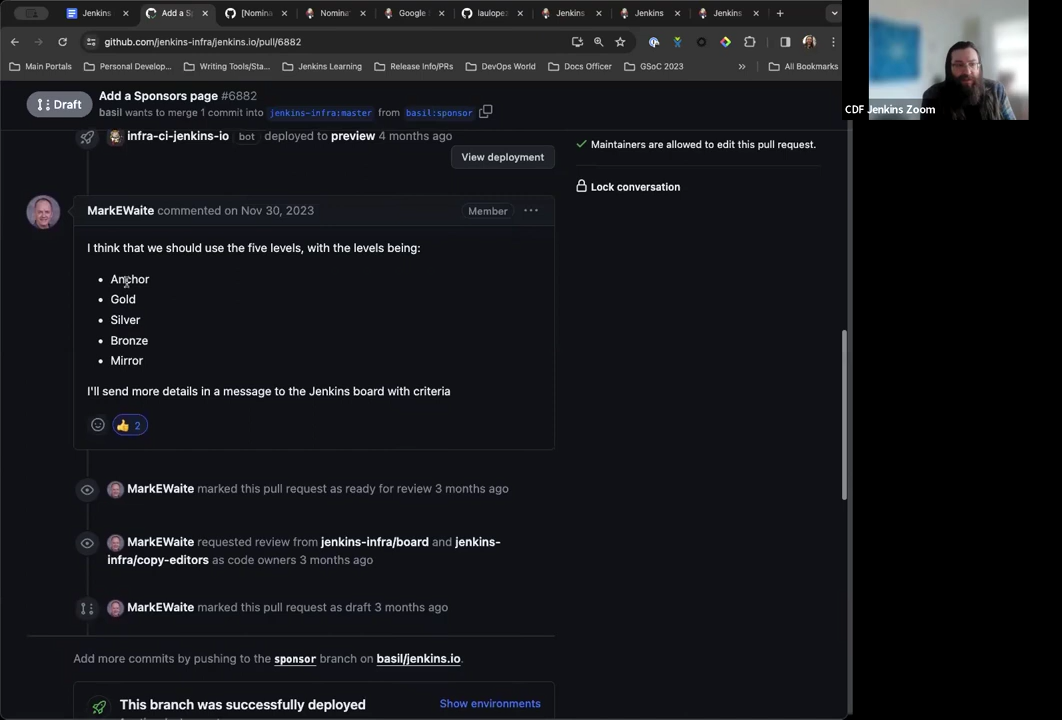 Jenkins
Add a S
[Nomina
Nomina
Google
laulopez
Jenkins
Jenkins
Jenkins
github.com/jenkins-infra/jenkins.io/pull/6882
Main Portals
Personal Develop...
Writing Tools/Sta...
Jenkins Learning
Release Info/PRs
DevOps World
Docs Officer
GSoC 2023
»
All Bookmarks
CDF Jenkins Zoom
Draft
Add a Sponsors page #6882
basil wants to merge 1 commit into jenkins-infra:master from basil:sponsor
infra-ci-jenkins-io bot deployed to preview 4 months ago
View deployment
Maintainers are allowed to edit this pull request.
Lock conversation
MarkEWaite commented on Nov 30, 2023
Member
I think that we should use the five levels, with the levels being:
• Anchor
• Gold
• Silver
• Bronze
• Mirror
I'll send more details in a message to the Jenkins board with criteria
2
MarkEWaite marked this pull request as ready for review 3 months ago
MarkEWaite requested review from jenkins-infra/board and jenkins-
infra/copy-editors as code owners 3 months ago
MarkEWaite marked this pull request as draft 3 months ago
Add more commits by pushing to the sponsor branch on basil/jenkins.io.
This branch was successfully deployed
Show environments